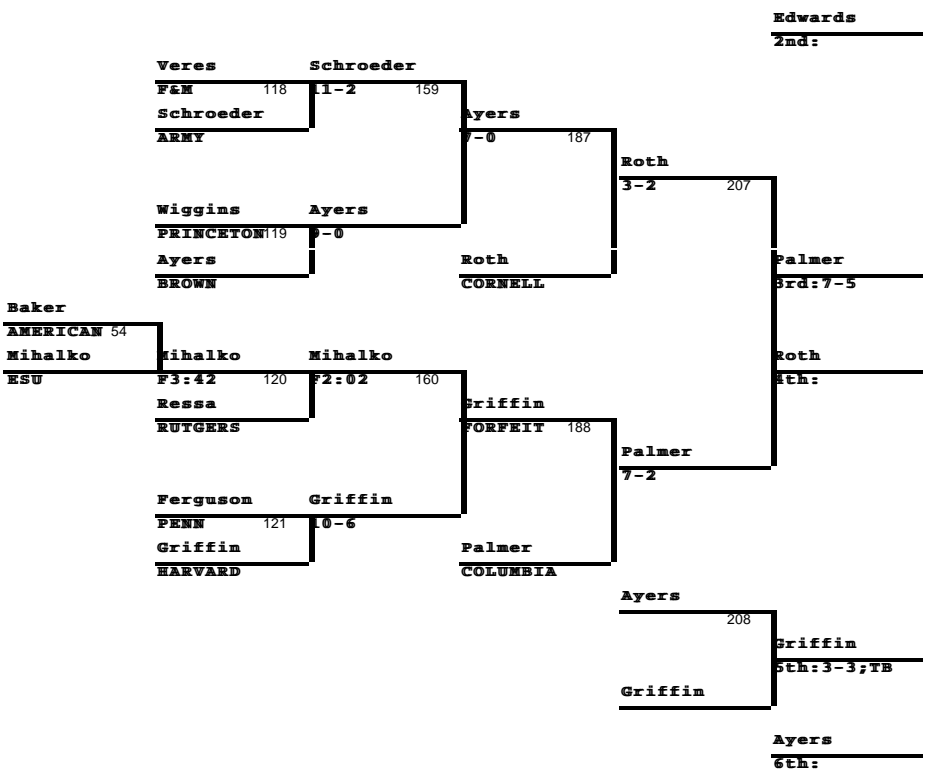 Edwards
2nd:
Veres Schroeder
F&M 118 11-2 159
Schroeder Ayers
ARMY 7-0 187
Roth
3-2 207
Wiggins Ayers
PRINCETON 119 9-0
Ayers Roth Palmer
BROWN CORNELL 3rd:7-5
Baker
AMERICAN 54
Mihalko Mihalko Mihalko Roth
ESU F3:42 120 F2:02 160 4th:
Ressa Griffin
RUTGERS FORFEIT 188
Palmer
7-2
Ferguson Griffin
PENN 121 10-6
Griffin Palmer
HARVARD COLUMBIA
Ayers
208
Griffin
5th:3-3;TB
Griffin
Ayers
6th: